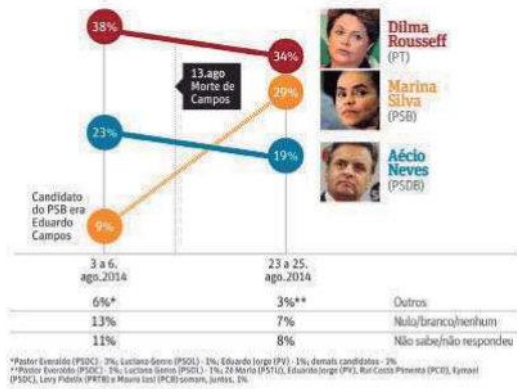 38%
34%
Dilma
Rousseff
(PT)
13.ago
Morte de
Campos
29%
Marina
Silva
(PSB)
23%
19%
Aécio
Neves
(PSDB)
Candidato
do PSB era
Eduardo
Campos
9%
3 a 6.
ago.2014
23 a 25.
ago.2014
6%* 3%** Outros
13% 7% Nulo/branco/nenhum
11% 8% Não sabe/não respondeu
*Pastor Everaldo (PSDC) - 3%; Luciana Genro (PSOL) - 1%; Eduardo Jorge (PV) - 1%; demais candidatos - 1%
**Pastor Everaldo (PSDC) - 1%; Luciana Genro (PSOL) - 1%; Zé Maria (PSTU), Eduardo Jorge (PV), Rui Costa Pimenta (PCO), Eymael
(PSDC), Levy Fidelix (PRTB) e Mauro Iasi (PCB) somam, juntos, 1%.